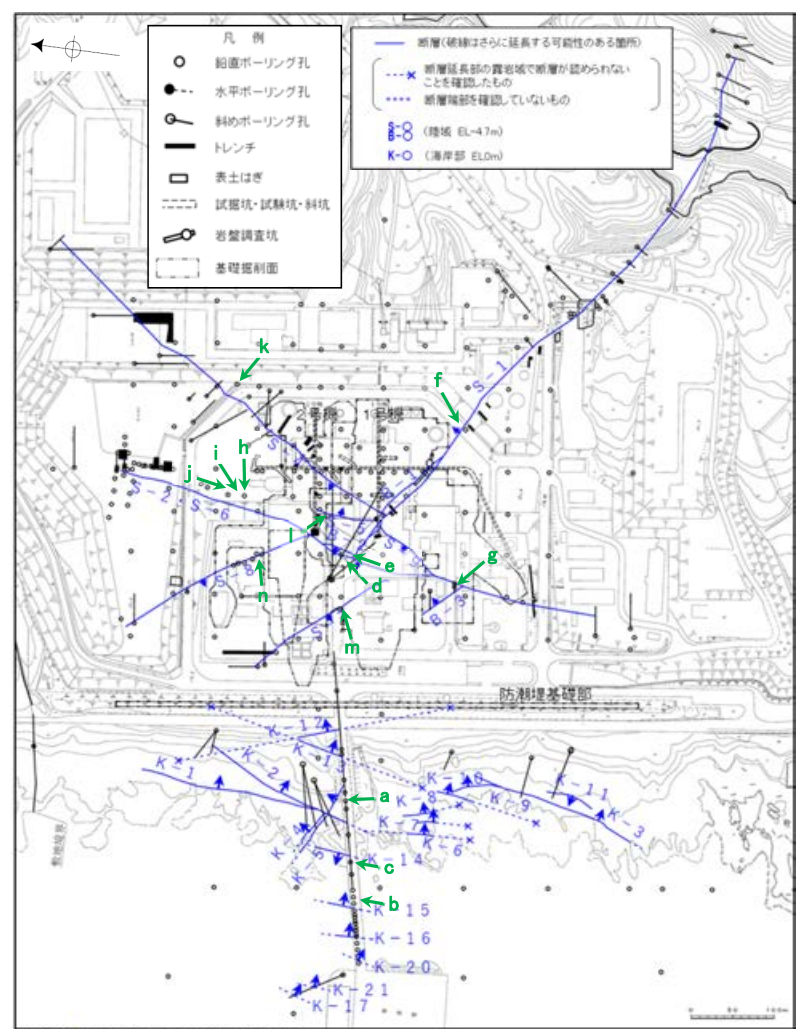 凡 例
鉛直ボーリング孔
水平ボーリング孔
斜めボーリング孔
トレンチ
表土はぎ
試掘坑・試験坑・斜坑
岩盤調査坑
基礎掘削面
断層(破線はさらに延長する可能性のある箇所)
断層延長部の露岩域で断層が認められない
ことを確認したもの
断層端部を確認していないもの
S-○
B-○
(陸域 EL-4.7m)
K-○
(海岸部 EL0m)
k
f
S-1
2号機
1号機
j
i
h
S-2・S-6
l
e
d
g
S-8
n
B-3
m
防潮堤基礎部
K-12
K-13
K-2
K-1
K-10
K-11
K-8
K-9
K-3
a
K-7
K-6
K-4
K-5
K-14
c
b
K-15
K-16
K-20
K-21
K-17
0
50
100m